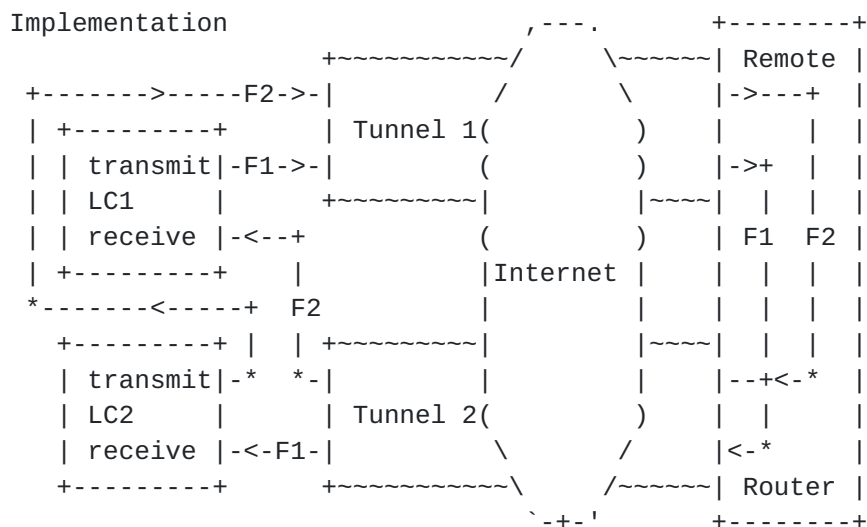 Implementation                    ,---.       +--------+
                   +~~~~~~~~~~~/     \~~~~~~| Remote |
 +------->-----F2->-|          /       \     |->---+  |
 | +---------+      | Tunnel 1(         )    |     |  |
 | | transmit|-F1->-|         (         )    |->+  |  |
 | | LC1     |      +~~~~~~~~~|         |~~~~|  |  |  |
 | | receive |-<--+           (         )    | F1  F2 |
 | +---------+    |           |Internet |    |  |  |  |
 *-------<-----+  F2          |         |    |  |  |  |
   +---------+ |  | +~~~~~~~~~|         |~~~~|  |  |  |
   | transmit|-*  *-|         |         |    |--+<-*  |
   | LC2     |      | Tunnel 2(         )    |  |     |
   | receive |-<-F1-|          \       /     |<-*     |
   +---------+      +~~~~~~~~~~~\     /~~~~~~| Router |
                                 `-+-'       +--------+